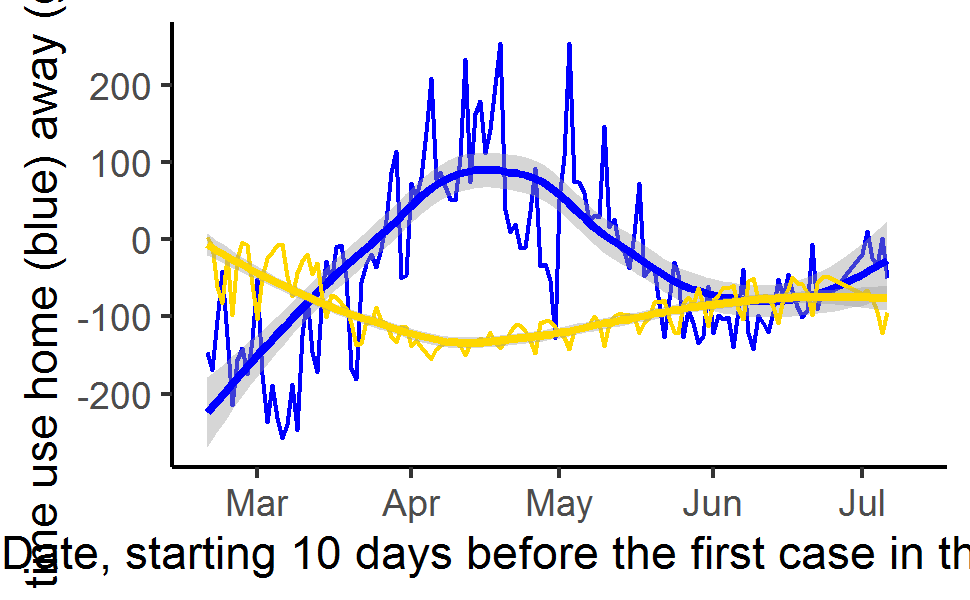 time use home (blue) away (
200
100
0
-100
-200
Mar Apr May Jun Jul
Date, starting 10 days before the first case in th